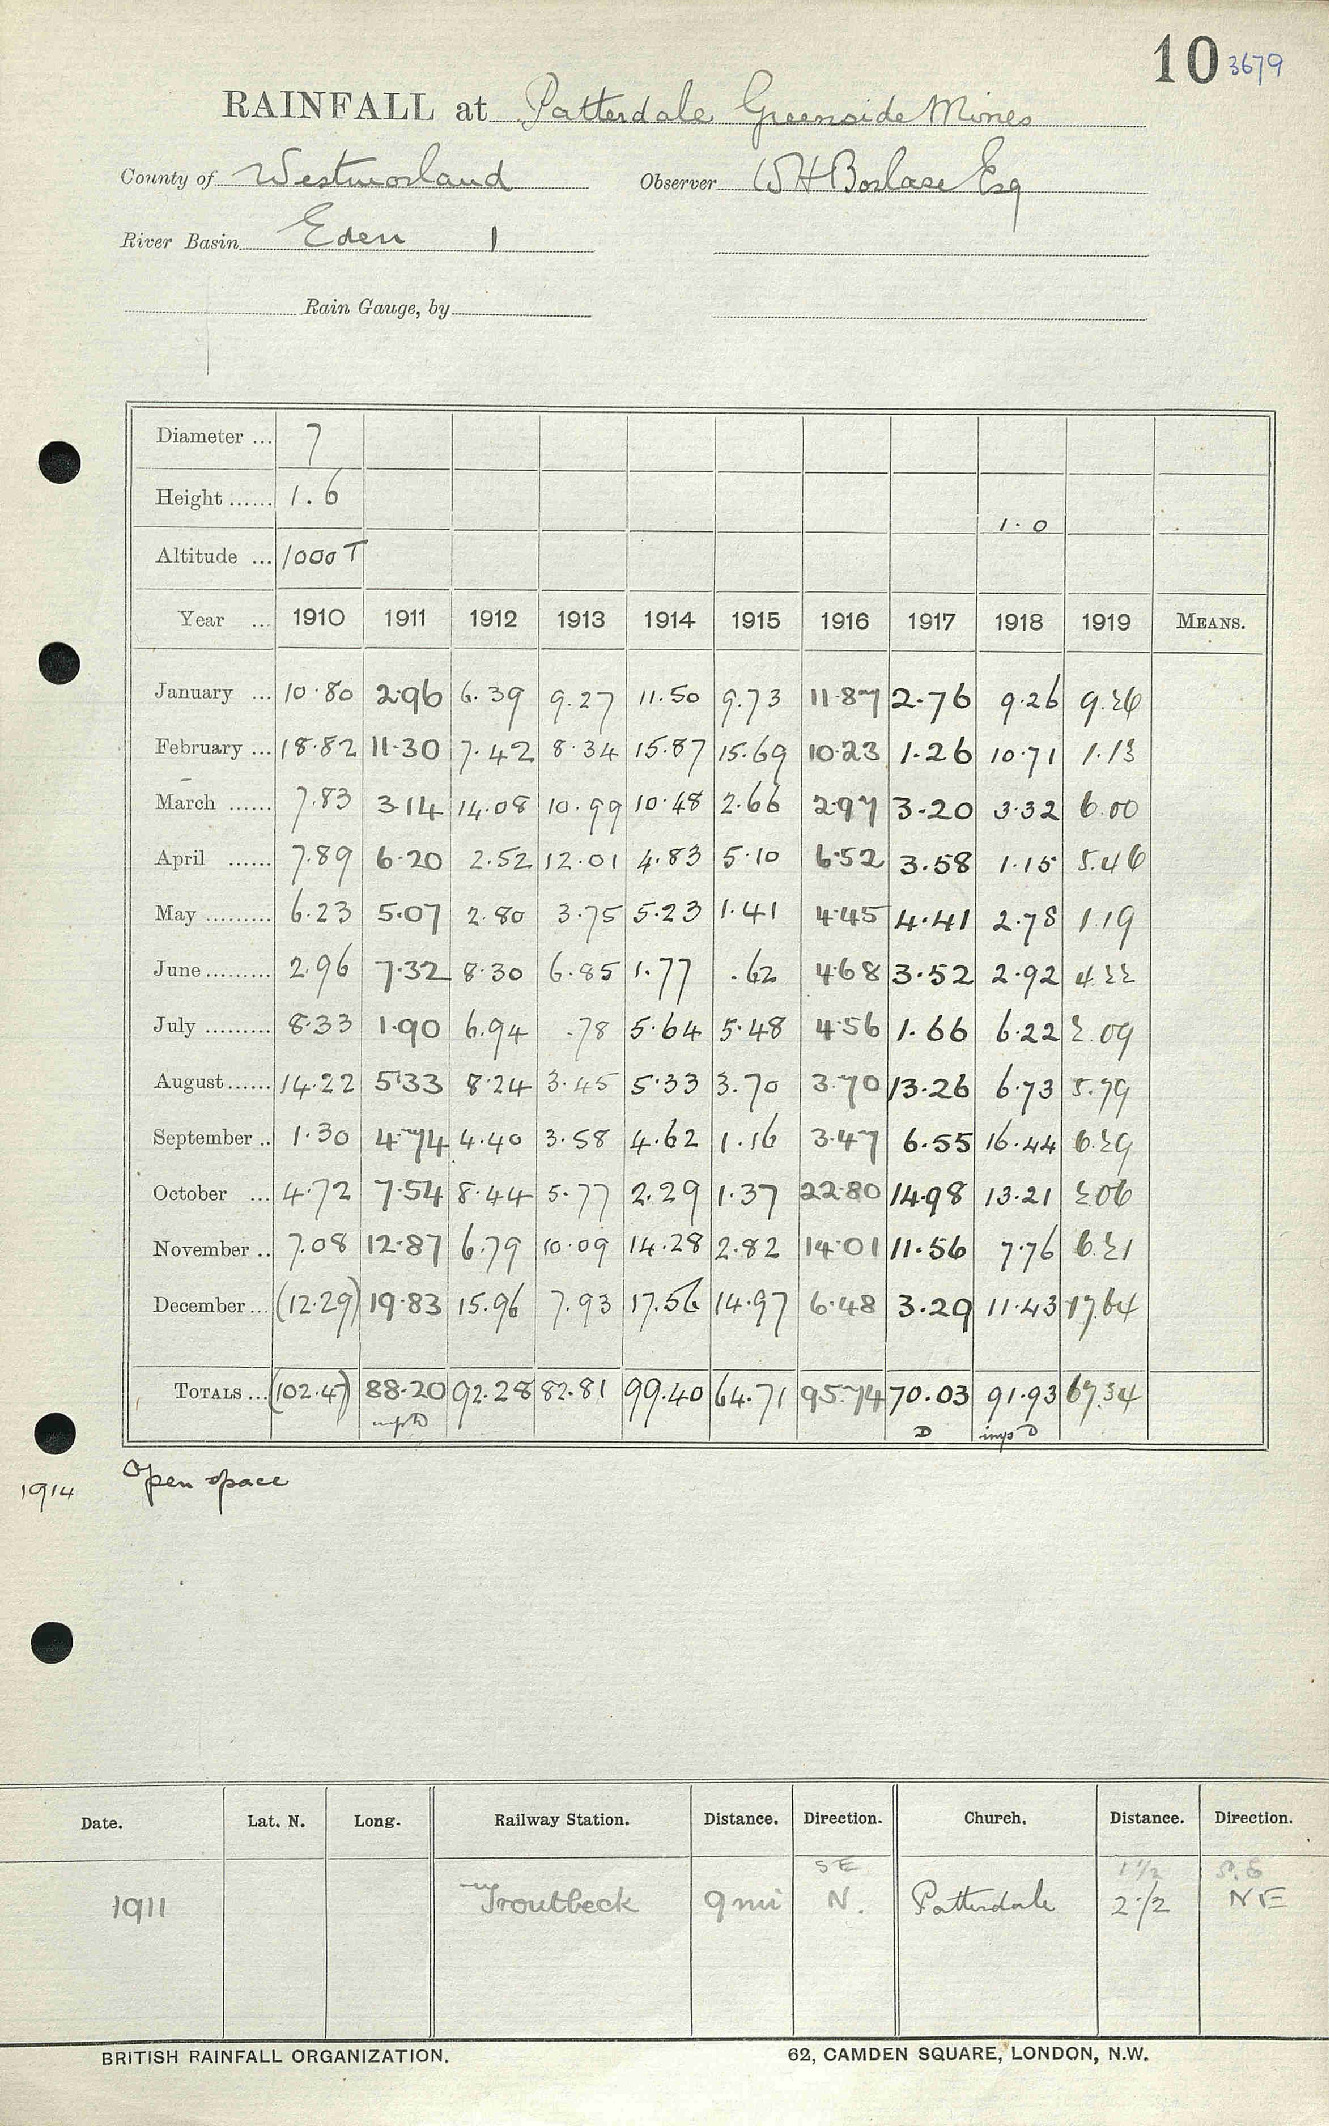 10 3679
RAINFALL at Patterdale Greenside Mines
County of Westmorland Observer W H Borlase Esq
River Basin Eden 1
Rain Gauge, by
Diameter ... 7
Height ...... 1.6 1.0
Altitude ... 1000 T
Year ... 1910 1911 1912 1913 1914 1915 1916 1917 1918 1919 MEANS.
January ... 10.80 2.96 6.39 9.27 11.50 9.73 11.87 2.76 9.26 9.26
February ... 18.82 11.30 7.42 8.34 15.87 15.69 10.23 1.26 10.71 1.13
March ...... 7.83 3.14 14.08 10.99 10.48 2.66 2.97 3.20 3.32 6.00
April ...... 7.89 6.20 2.52 12.01 4.83 5.10 6.52 3.58 1.15 5.46
May ......... 6.23 5.07 2.80 3.75 5.23 1.41 4.45 4.41 2.78 1.19
June ......... 2.96 7.32 8.30 6.85 1.77 .62 4.68 3.52 2.92 4.22
July ......... 8.33 1.90 6.94 .78 5.64 5.48 4.56 1.66 6.22 2.09
August ...... 14.22 5.33 8.24 3.45 5.33 3.70 3.70 13.26 6.73 5.79
September .. 1.30 4.74 4.40 3.58 4.62 1.16 3.47 6.55 16.44 6.29
October ... 4.72 7.54 8.44 5.77 2.29 1.37 22.80 14.98 13.21 2.06
November .. 7.08 12.87 6.79 10.09 14.28 2.82 14.01 11.56 7.76 6.21
December ... (12.29) 19.83 15.96 7.93 17.56 14.97 6.48 3.29 11.43 17.64
TOTALS ... (102.47) 88.20 92.28 82.81 99.40 64.71 95.74 70.03 91.93 67.34
D imp D
1914 Open space
Date. Lat. N. Long. Railway Station. Distance. Direction. Church. Distance. Direction.
SE 1 1/2 S.E
1911 Troutbeck 9 mi N. Patterdale 2 1/2 NE
BRITISH RAINFALL ORGANIZATION. 62, CAMDEN SQUARE, LONDON, N.W.